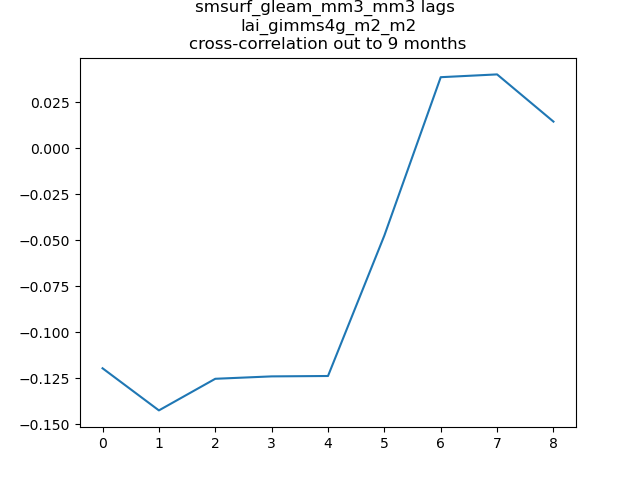 smsurf_gleam_mm3_mm3 lags
lai_gimms4g_m2_m2
cross-correlation out to 9 months
0.025
0.000
−0.025
−0.050
−0.075
−0.100
−0.125
−0.150
0 1 2 3 4 5 6 7 8